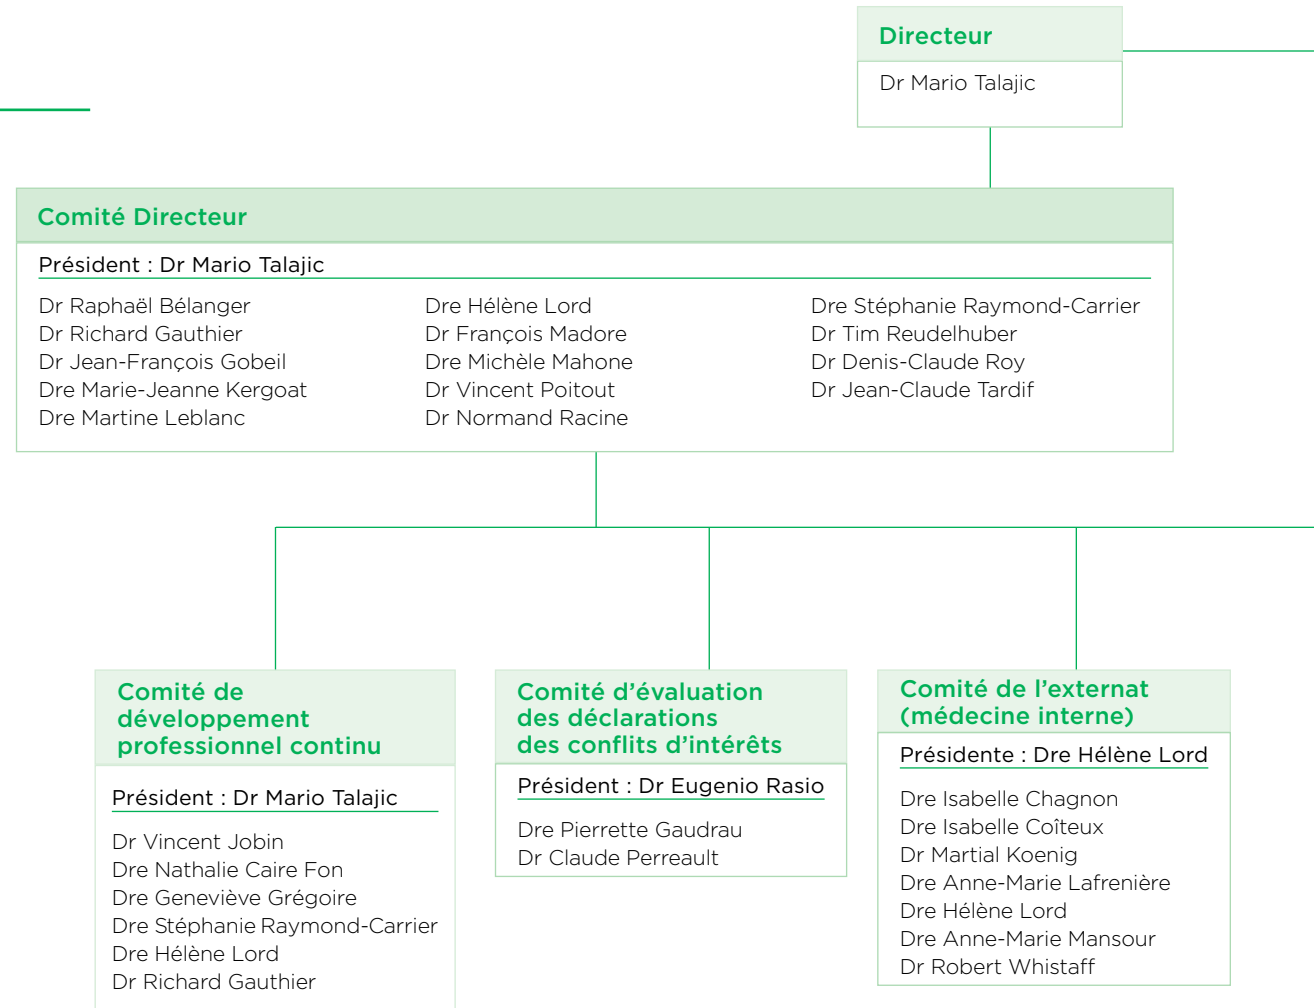 Directeur
Dr Mario Talajic
Comité Directeur
Président : Dr Mario Talajic
Dr Raphaël Bélanger
Dr Richard Gauthier
Dr Jean-François Gobeil
Dre Marie-Jeanne Kergoat
Dre Martine Leblanc
Dre Hélène Lord
Dr François Madore
Dre Michèle Mahone
Dr Vincent Poitout
Dr Normand Racine
Dre Stéphanie Raymond-Carrier
Dr Tim Reudelhuber
Dr Denis-Claude Roy
Dr Jean-Claude Tardif
Comité de
développement
professionnel continu
Président : Dr Mario Talajic
Dr Vincent Jobin
Dre Nathalie Caire Fon
Dre Geneviève Grégoire
Dre Stéphanie Raymond-Carrier
Dre Hélène Lord
Dr Richard Gauthier
Comité d’évaluation
des déclarations
des conflits d’intérêts
Président : Dr Eugenio Rasio
Dre Pierrette Gaudrau
Dr Claude Perreault
Comité de l’externat
(médecine interne)
Présidente : Dre Hélène Lord
Dre Isabelle Chagnon
Dre Isabelle Coîteux
Dr Martial Koenig
Dre Anne-Marie Lafrenière
Dre Hélène Lord
Dre Anne-Marie Mansour
Dr Robert Whistaff